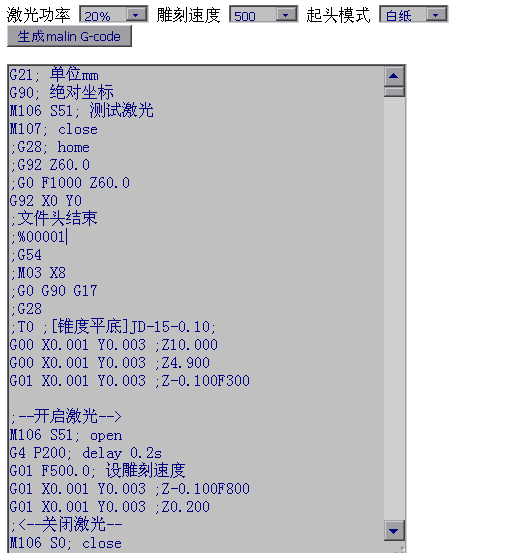 激光功率 20% 雕刻速度 500 起头模式 白纸
生成malin G-code
G21; 单位mm
G90; 绝对坐标
M106 S51; 测试激光
M107; close
;G28; home
;G92 Z60.0
;G0 F1000 Z60.0
G92 X0 Y0
;文件头结束
;%00001
;G54
;M03 X8
;G0 G90 G17
;G28
;T0 ;[锥度平底]JD-15-0.10;
G00 X0.001 Y0.003 ;Z10.000
G00 X0.001 Y0.003 ;Z4.900
G01 X0.001 Y0.003 ;Z-0.100F300
;--开启激光-->
M106 S51; open
G4 P200; delay 0.2s
G01 F500.0; 设雕刻速度
G01 X0.001 Y0.003 ;Z-0.100F800
G01 X0.001 Y0.003 ;Z0.200
;<--关闭激光--
M106 S0; close